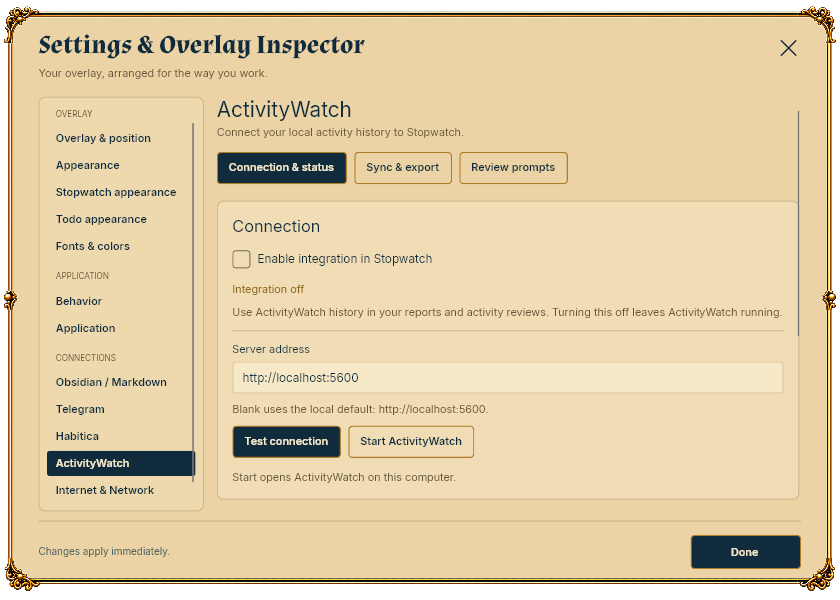 Settings & Overlay Inspector
Your overlay, arranged for the way you work.
OVERLAY
Overlay & position
Appearance
Stopwatch appearance
Todo appearance
Fonts & colors
APPLICATION
Behavior
Application
CONNECTIONS
Obsidian / Markdown
Telegram
Habitica
ActivityWatch
Internet & Network
ActivityWatch
Connect your local activity history to Stopwatch.
Connection & status
Sync & export
Review prompts
Connection
Enable integration in Stopwatch
Integration off
Use ActivityWatch history in your reports and activity reviews. Turning this off leaves ActivityWatch running.
Server address
http://localhost:5600
Blank uses the local default: http://localhost:5600.
Test connection
Start ActivityWatch
Start opens ActivityWatch on this computer.
Changes apply immediately.
Done